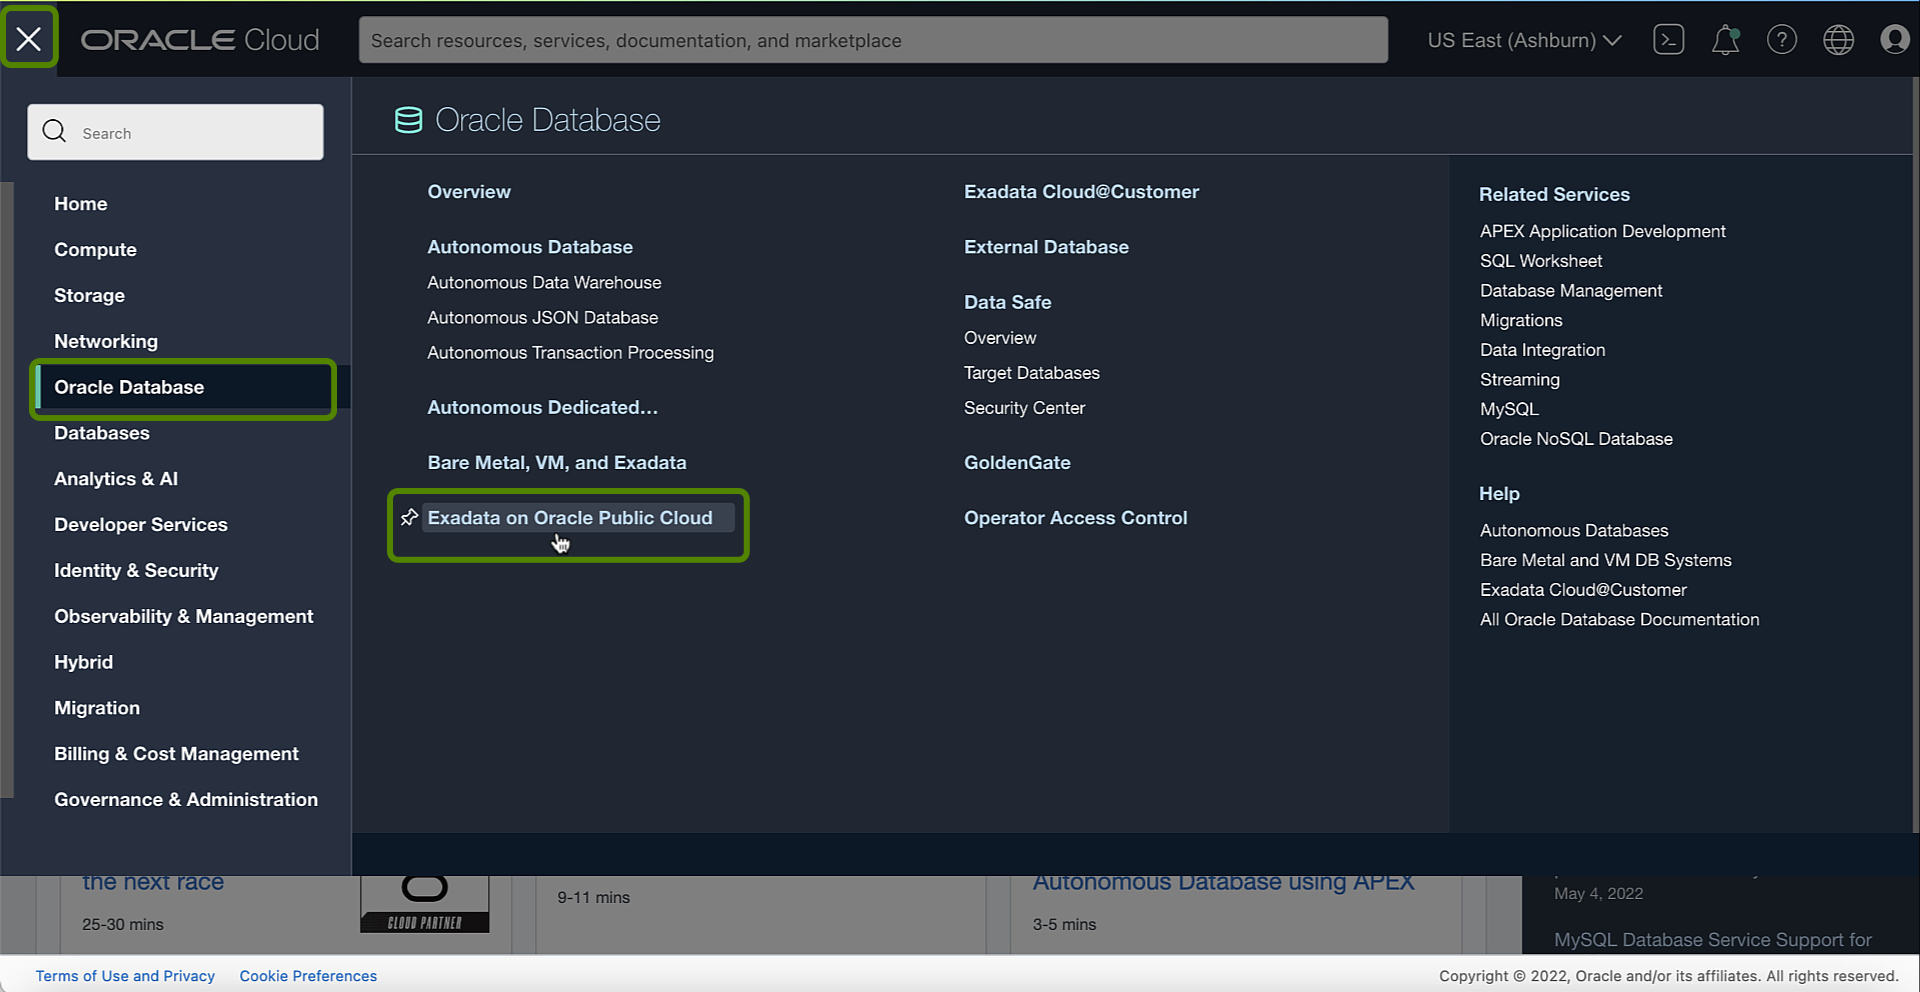 ORACLE Cloud
Search resources, services, documentation, and marketplace
US East (Ashburn)
Search
Home
Compute
Storage
Networking
Oracle Database
Databases
Analytics & AI
Developer Services
Identity & Security
Observability & Management
Hybrid
Migration
Billing & Cost Management
Governance & Administration
Oracle Database
Overview
Autonomous Database
Autonomous Data Warehouse
Autonomous JSON Database
Autonomous Transaction Processing
Autonomous Dedicated...
Bare Metal, VM, and Exadata
Exadata on Oracle Public Cloud
Exadata Cloud@Customer
External Database
Data Safe
Overview
Target Databases
Security Center
GoldenGate
Operator Access Control
Related Services
APEX Application Development
SQL Worksheet
Database Management
Migrations
Data Integration
Streaming
MySQL
Oracle NoSQL Database
Help
Autonomous Databases
Bare Metal and VM DB Systems
Exadata Cloud@Customer
All Oracle Database Documentation
the next race
25-30 mins
CLOUD PARTNER
9-11 mins
Autonomous Database using APEX
3-5 mins
May 4, 2022
MySQL Database Service Support for
Terms of Use and Privacy
Cookie Preferences
Copyright © 2022, Oracle and/or its affiliates. All rights reserved.